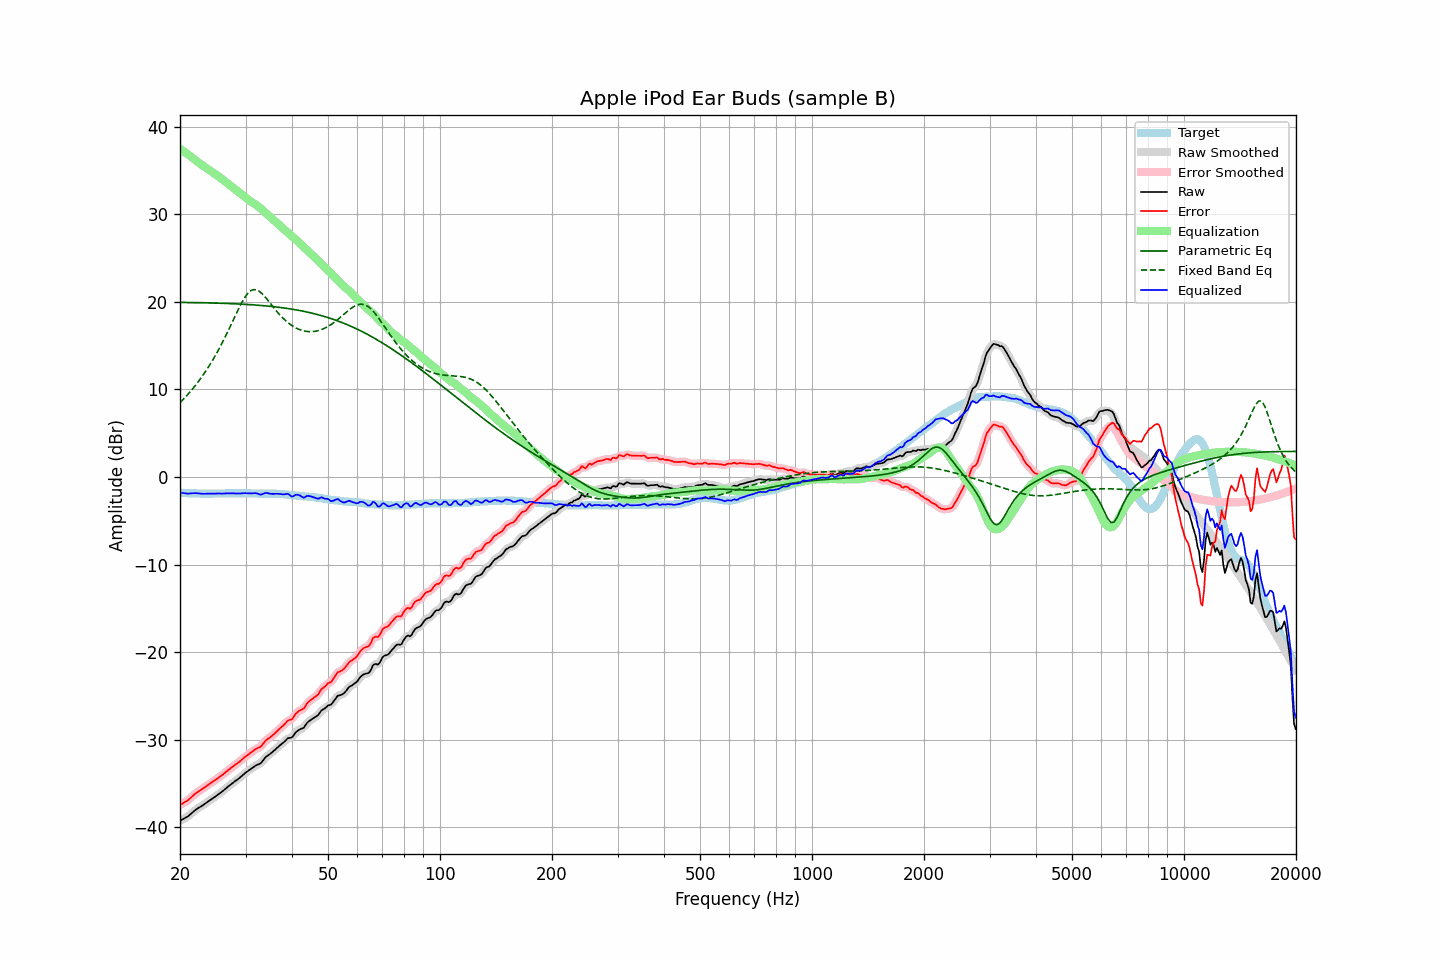 Apple iPod Ear Buds (sample B)
Target
Raw Smoothed
Error Smoothed
Raw
Error
Equalization
Parametric Eq
Fixed Band Eq
Equalized
Amplitude (dBr)
40
30
20
10
0
−10
−20
−30
−40
20 50 100 200 500 1000 2000 5000 10000 20000
Frequency (Hz)